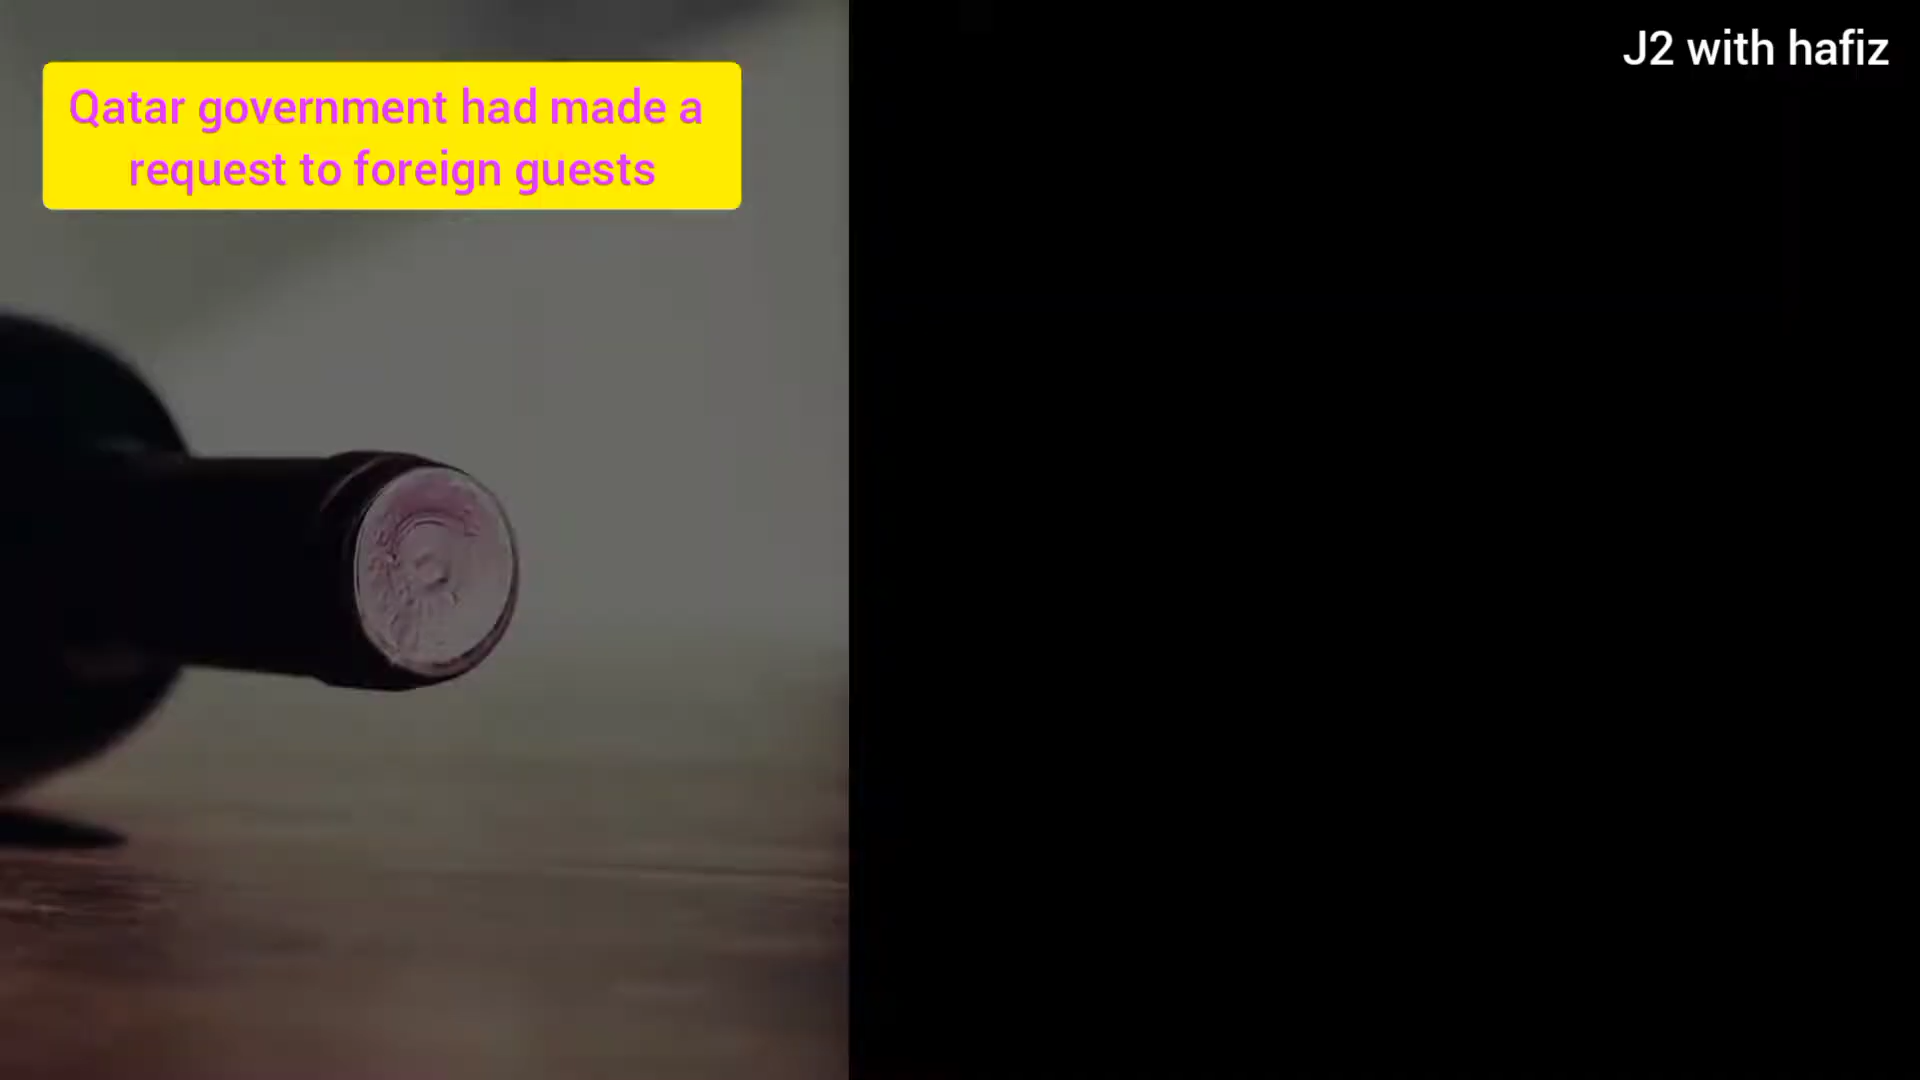 J2 with hafiz
Qatar government had made a
request to foreign guests